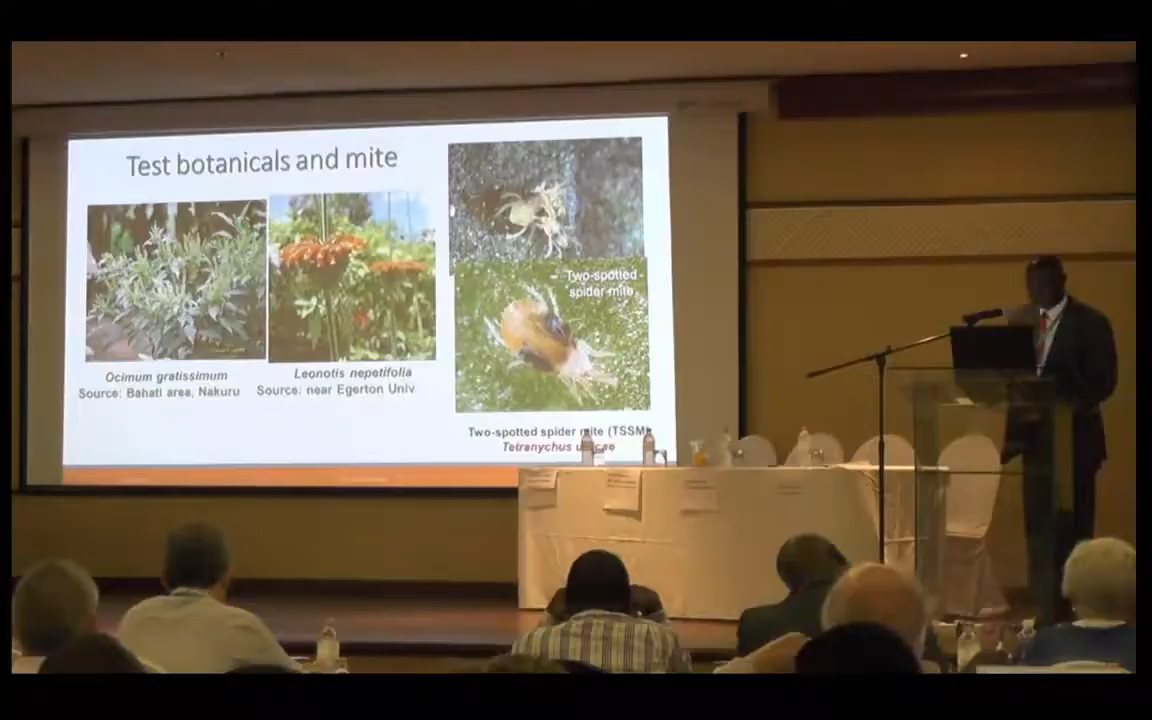 Test botanicals and mite
Ocimum gratissimum
Source: Bahati area, Nakuru
Leonotis nepetifolia
Source: near Egerton Univ
Two-spotted
spider mite
Two-spotted spider mite (TSSM)
Tetranychus